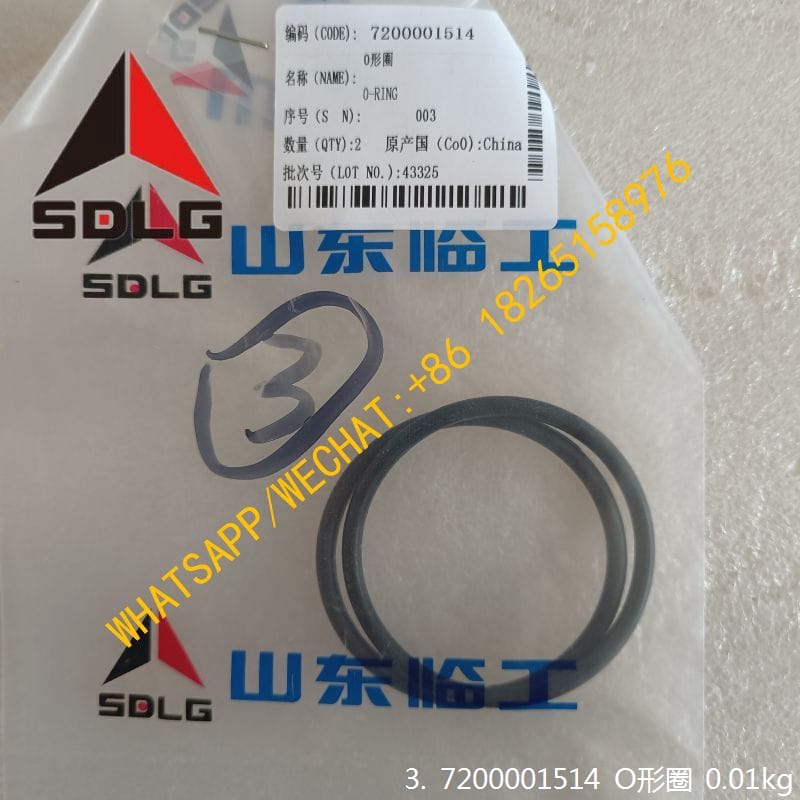 编码(CODE): 7200001514
O形圈
名称(NAME):
O-RING
序号(S N): 003
数量(QTY):2 原产国(CoO):China
批次号(LOT NO.):43325
SDLG
SDLG
山东临工
3
WHATSAPP/WECHAT:+86 18265158976
SDLG
山东临工
3. 7200001514 O形圈 0.01kg